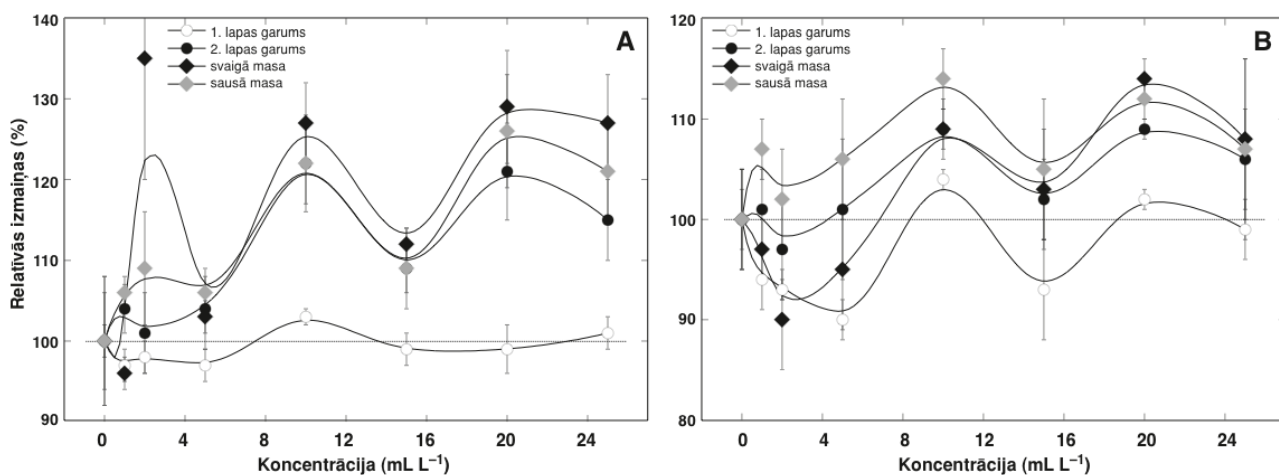 140
130
120
110
100
90
Relatīvās izmaiņas (%)
1. lapas garums
2. lapas garums
svaigā masa
sausā masa
A
0 4 8 12 16 20 24
Koncentrācija (mL L⁻¹)
120
110
100
90
80
1. lapas garums
2. lapas garums
svaigā masa
sausā masa
B
0 4 8 12 16 20 24
Koncentrācija (mL L⁻¹)